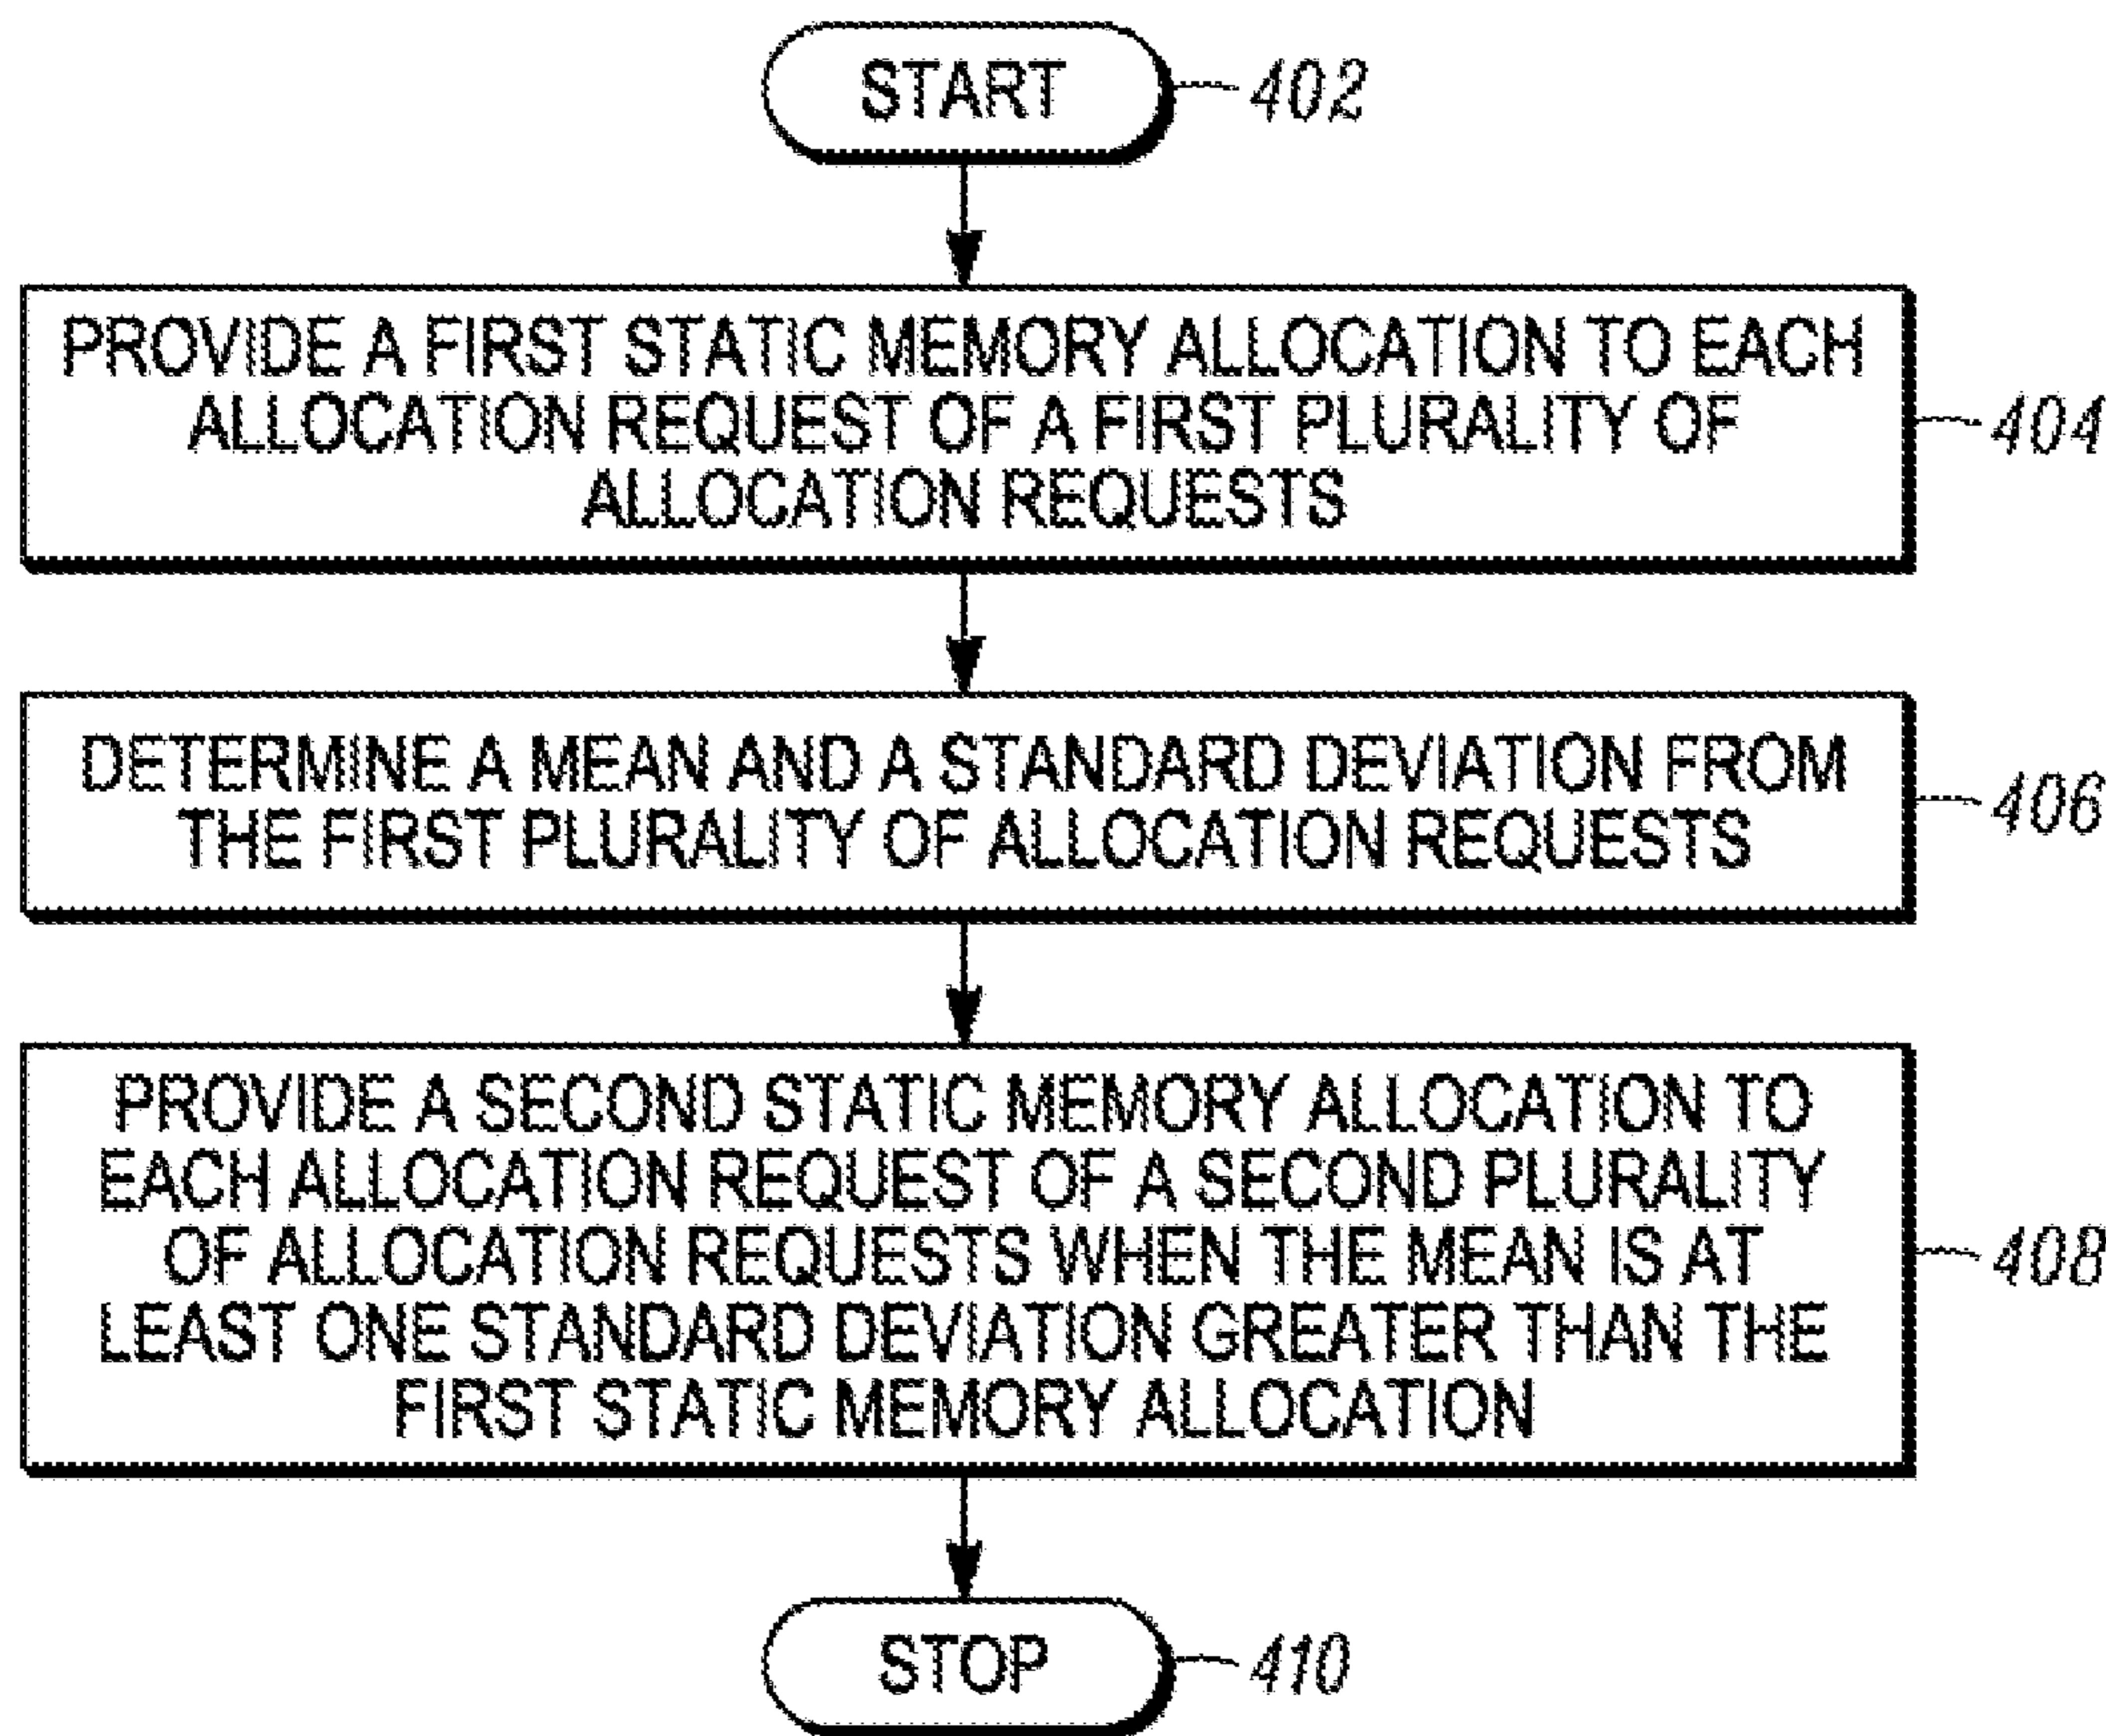 START 402
PROVIDE A FIRST STATIC MEMORY ALLOCATION TO EACH
ALLOCATION REQUEST OF A FIRST PLURALITY OF
ALLOCATION REQUESTS
404
DETERMINE A MEAN AND A STANDARD DEVIATION FROM
THE FIRST PLURALITY OF ALLOCATION REQUESTS
406
PROVIDE A SECOND STATIC MEMORY ALLOCATION TO
EACH ALLOCATION REQUEST OF A SECOND PLURALITY
OF ALLOCATION REQUESTS WHEN THE MEAN IS AT
LEAST ONE STANDARD DEVIATION GREATER THAN THE
FIRST STATIC MEMORY ALLOCATION
408
STOP 410